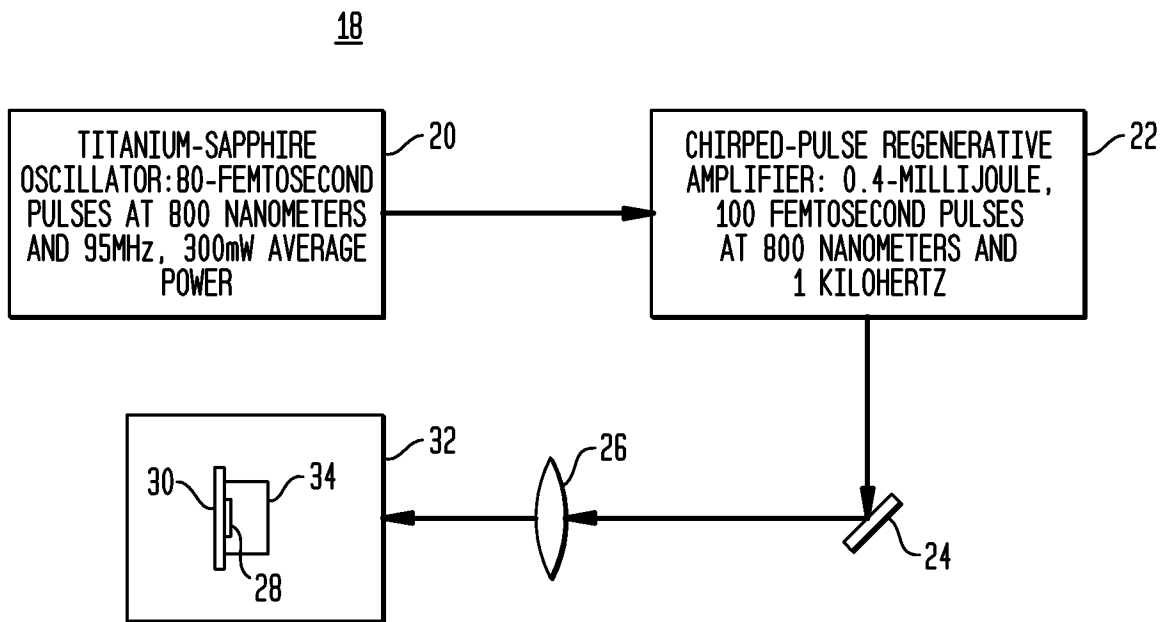 18
TITANIUM-SAPPHIRE
OSCILLATOR:80-FEMTOSECOND
PULSES AT 800 NANOMETERS
AND 95MHz, 300mW AVERAGE
POWER
20
CHIRPED-PULSE REGENERATIVE
AMPLIFIER: 0.4-MILLIJOULE,
100 FEMTOSECOND PULSES
AT 800 NANOMETERS AND
1 KILOHERTZ
22
32
30
34
28
26
24